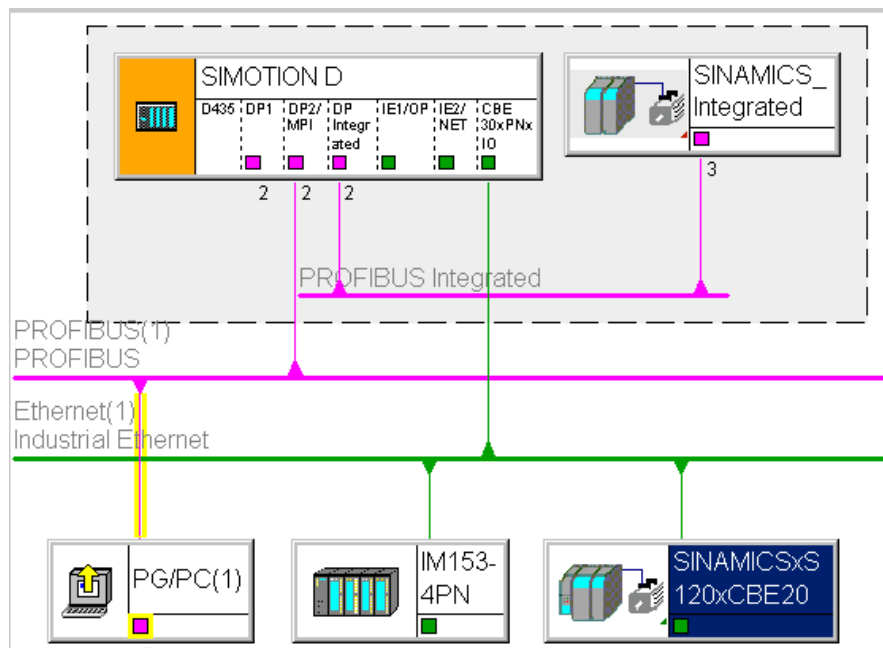 SIMOTION D
D435 DP1 DP2/ DP IE1/OP IE2/ CBE
MPI Integr NET 30xPNx
ated IO
SINAMICS_
Integrated
2 2 2
3
PROFIBUS Integrated
PROFIBUS(1)
PROFIBUS
Ethernet(1)
Industrial Ethernet
PG/PC(1)
IM153-
4PN
SINAMICSxS
120xCBE20